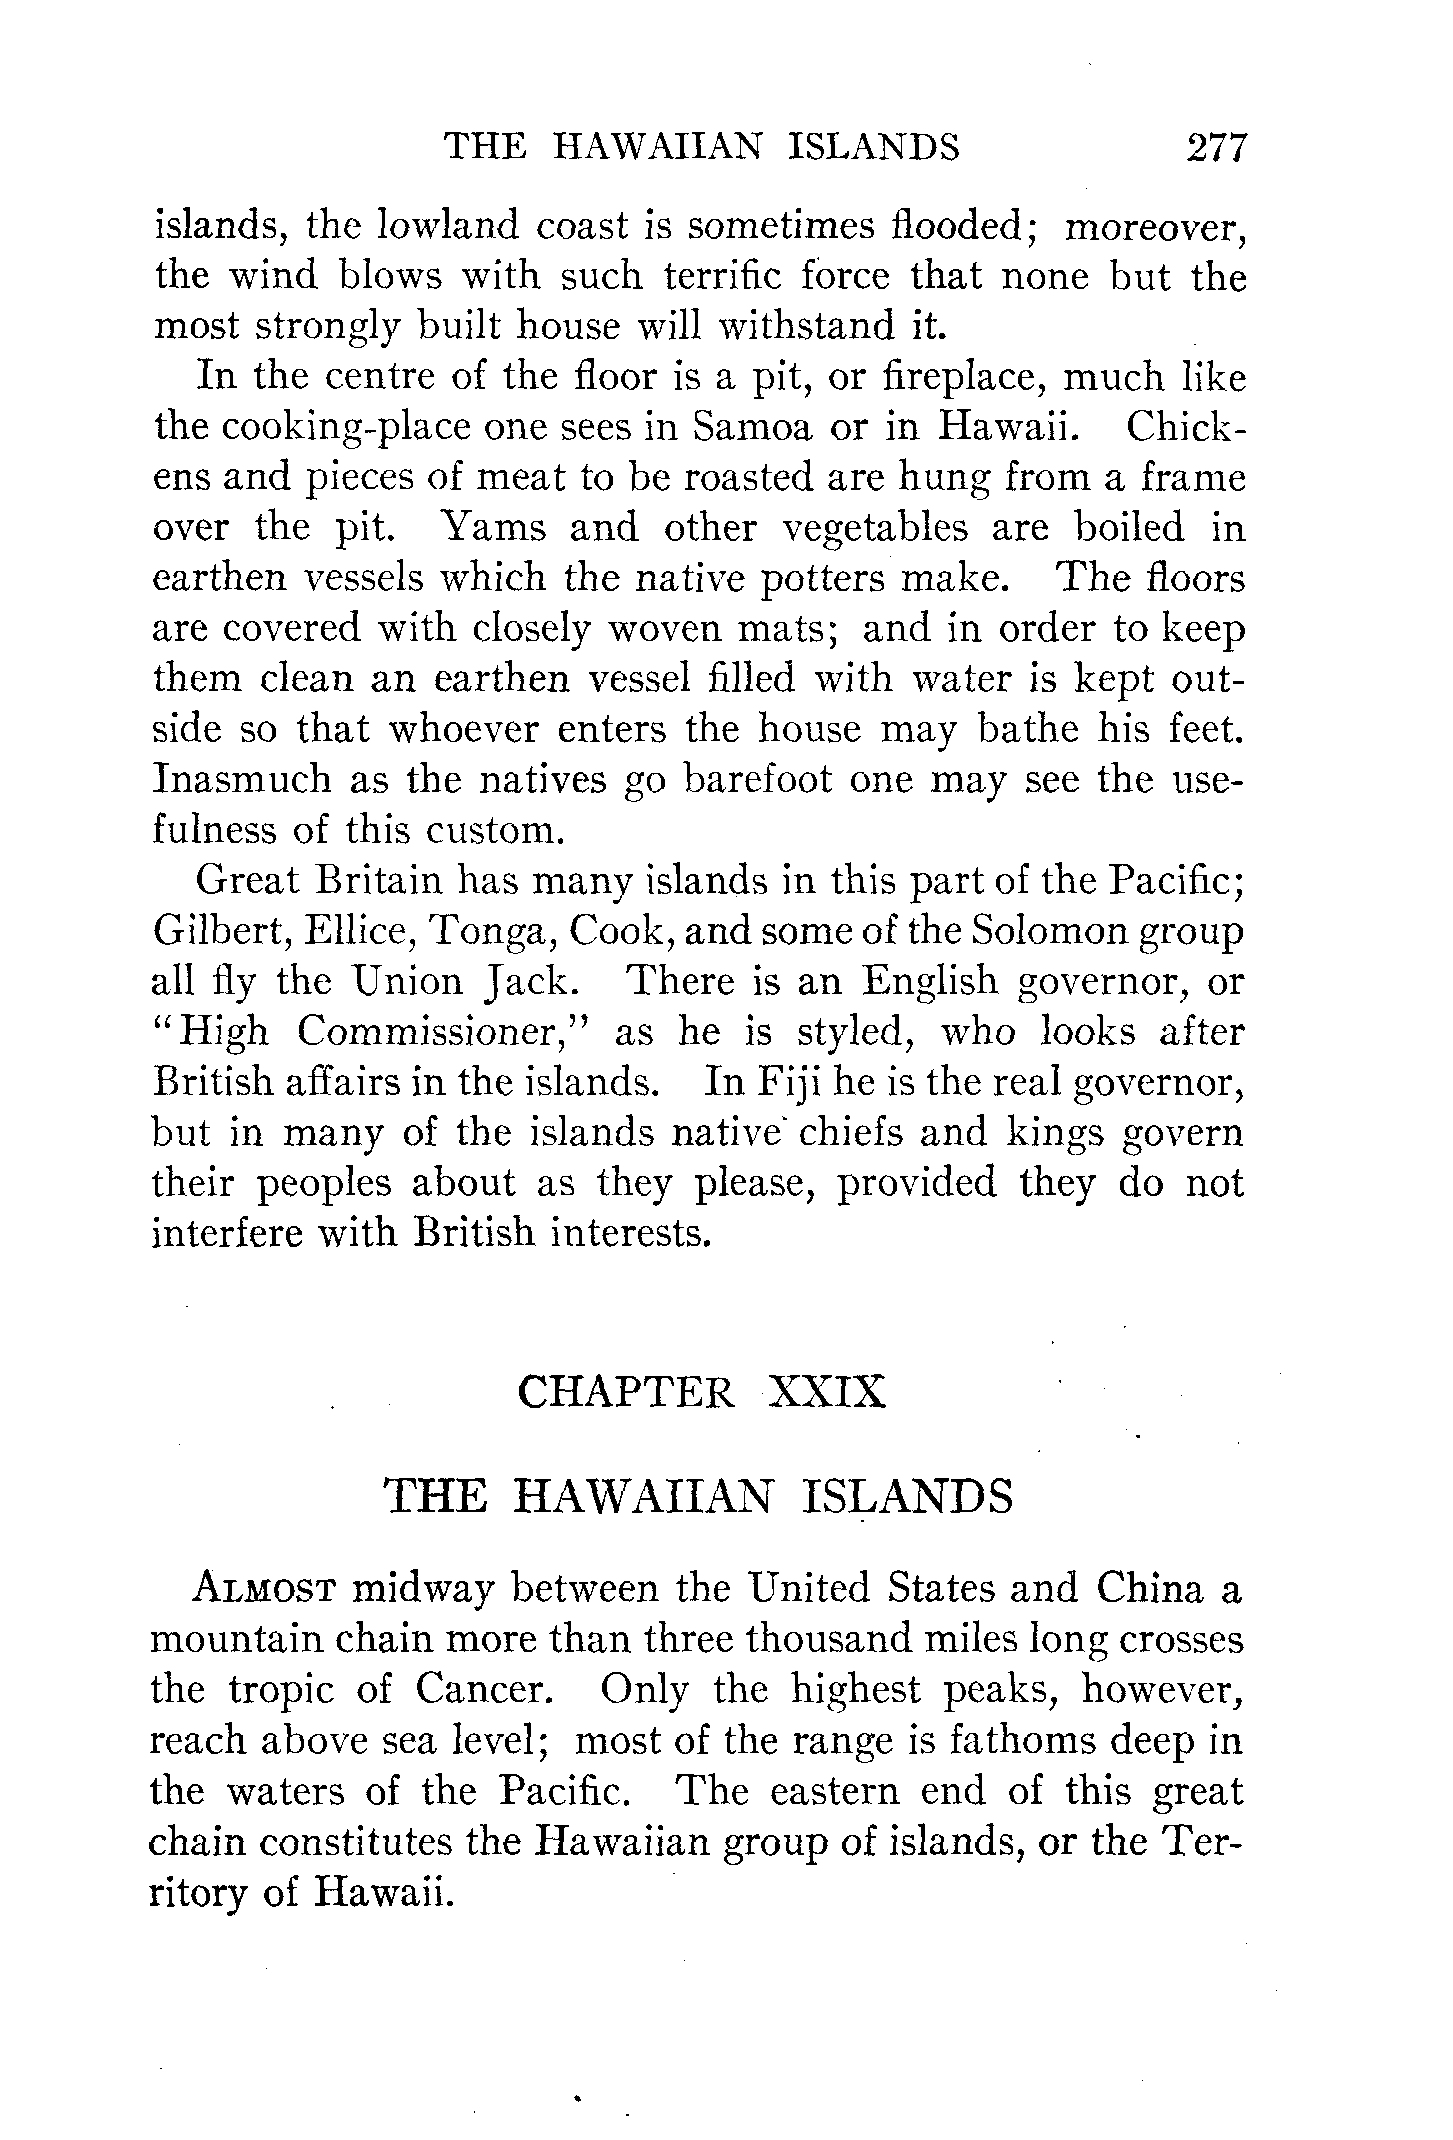 THE HAWAIIAN ISLANDS 277
islands, the lowland coast is sometimes flooded; moreover,
the wind blows with such terrific force that none but the
most strongly built house will withstand it.
In the centre of the floor is a pit, or fireplace, much like
the cooking-place one sees in Samoa or in Hawaii. Chick-
ens and pieces of meat to be roasted are hung from a frame
over the pit. Yams and other vegetables are boiled in
earthen vessels which the native potters make. The floors
are covered with closely woven mats; and in order to keep
them clean an earthen vessel filled with water is kept out-
side so that whoever enters the house may bathe his feet.
Inasmuch as the natives go barefoot one may see the use-
fulness of this custom.
Great Britain has many islands in this part of the Pacific;
Gilbert, Ellice, Tonga, Cook, and some of the Solomon group
all fly the Union Jack. There is an English governor, or
"High Commissioner," as he is styled, who looks after
British affairs in the islands. In Fiji he is the real governor,
but in many of the islands native chiefs and kings govern
their peoples about as they please, provided they do not
interfere with British interests.
CHAPTER XXIX
THE HAWAIIAN ISLANDS
ALMOST midway between the United States and China a
mountain chain more than three thousand miles long crosses
the tropic of Cancer. Only the highest peaks, however,
reach above sea level; most of the range is fathoms deep in
the waters of the Pacific. The eastern end of this great
chain constitutes the Hawaiian group of islands, or the Ter-
ritory of Hawaii.